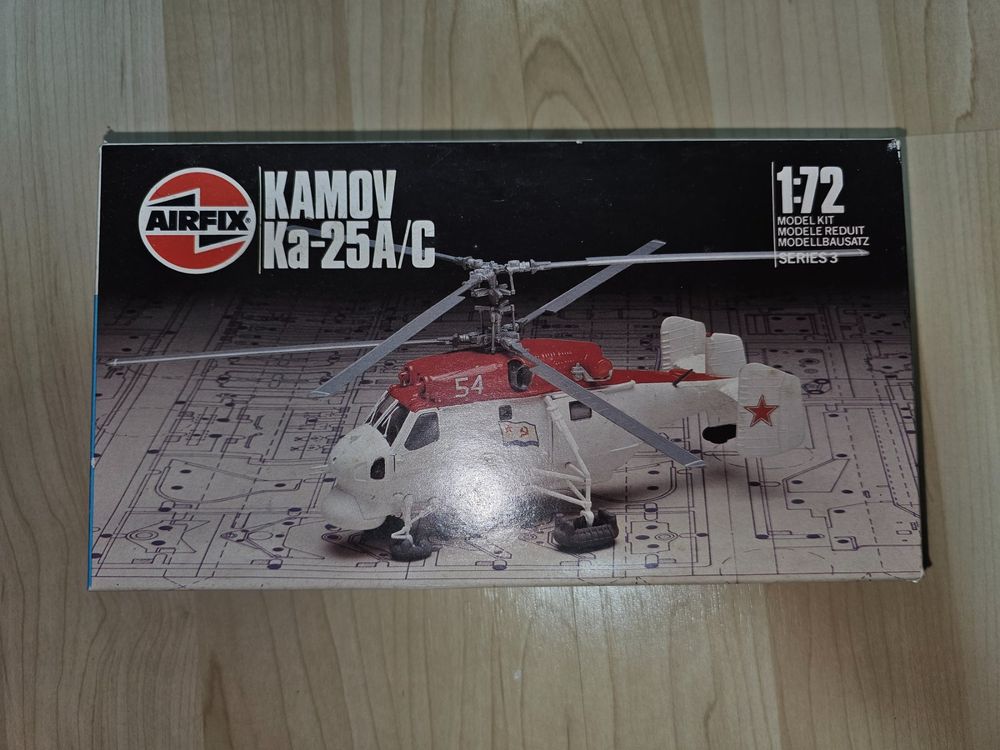 AIRFIX®
KAMOV
Ka-25A/C
1:72
MODEL KIT
MODELE REDUIT
MODELLBAUSATZ
SERIES 3
54